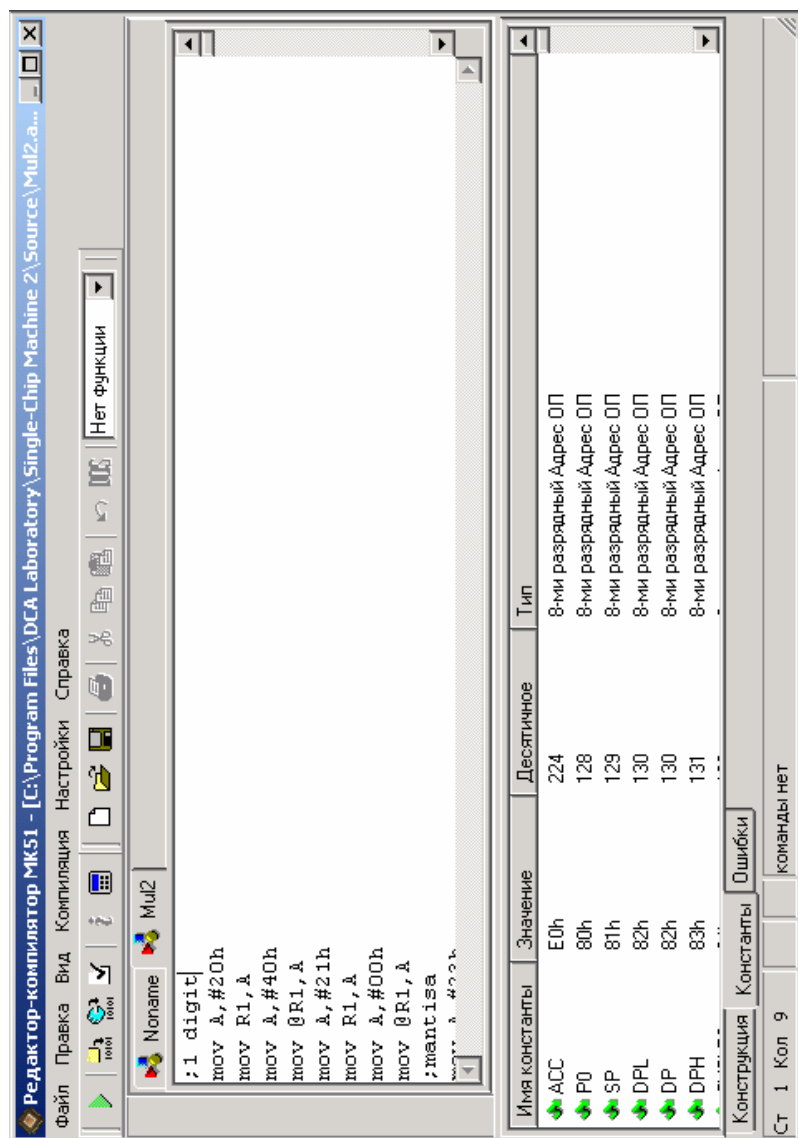 Редактор-компилятор МК51 - [C:\Program Files\DCA Laboratory\Single-Chip Machine 2\Source\Mul2.a...
Файл Правка Вид Компиляция Настройки Справка
Нет функции
Noname Mul2
;1 digit
mov A,#20h
mov R1,A
mov A,#40h
mov @R1,A
mov A,#21h
mov R1,A
mov A,#00h
mov @R1,A
;mantisa
mov A,#23h
Имя константы Значение Десятичное Тип
ACC E0h 224 8-ми разрядный Адрес ОП
P0 80h 128 8-ми разрядный Адрес ОП
SP 81h 129 8-ми разрядный Адрес ОП
DPL 82h 130 8-ми разрядный Адрес ОП
DP 82h 130 8-ми разрядный Адрес ОП
DPH 83h 131 8-ми разрядный Адрес ОП
Конструкция Константы Ошибки
Ст 1 Кол 9 команды нет